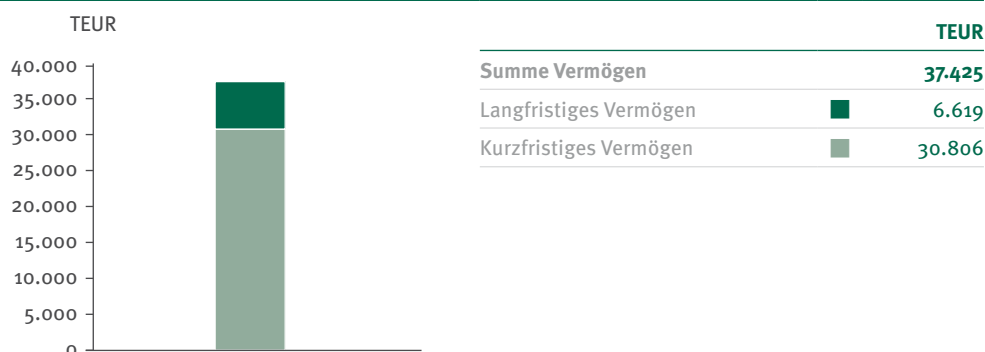 TEUR
40.000
35.000
30.000
25.000
20.000
15.000
10.000
5.000
0
TEUR
Summe Vermögen 37.425
Langfristiges Vermögen 6.619
Kurzfristiges Vermögen 30.806